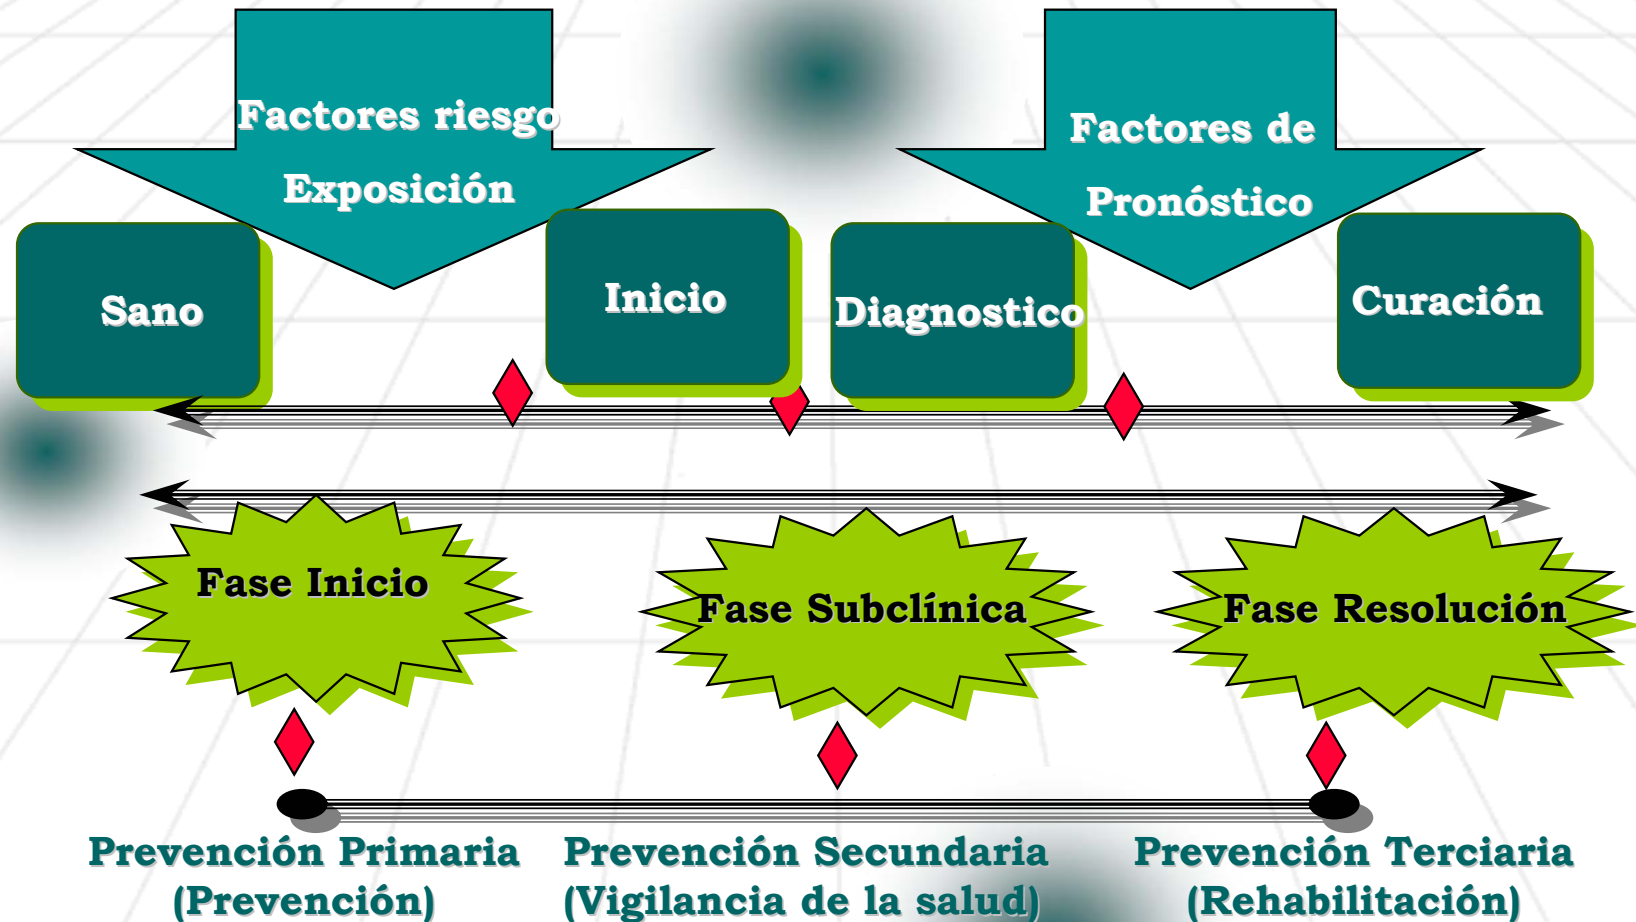 Factores riesgo
Exposición
Factores de
Pronóstico
Sano
Inicio
Diagnostico
Curación
Fase Inicio
Fase Subclínica
Fase Resolución
Prevención Primaria
(Prevención)
Prevención Secundaria
(Vigilancia de la salud)
Prevención Terciaria
(Rehabilitación)